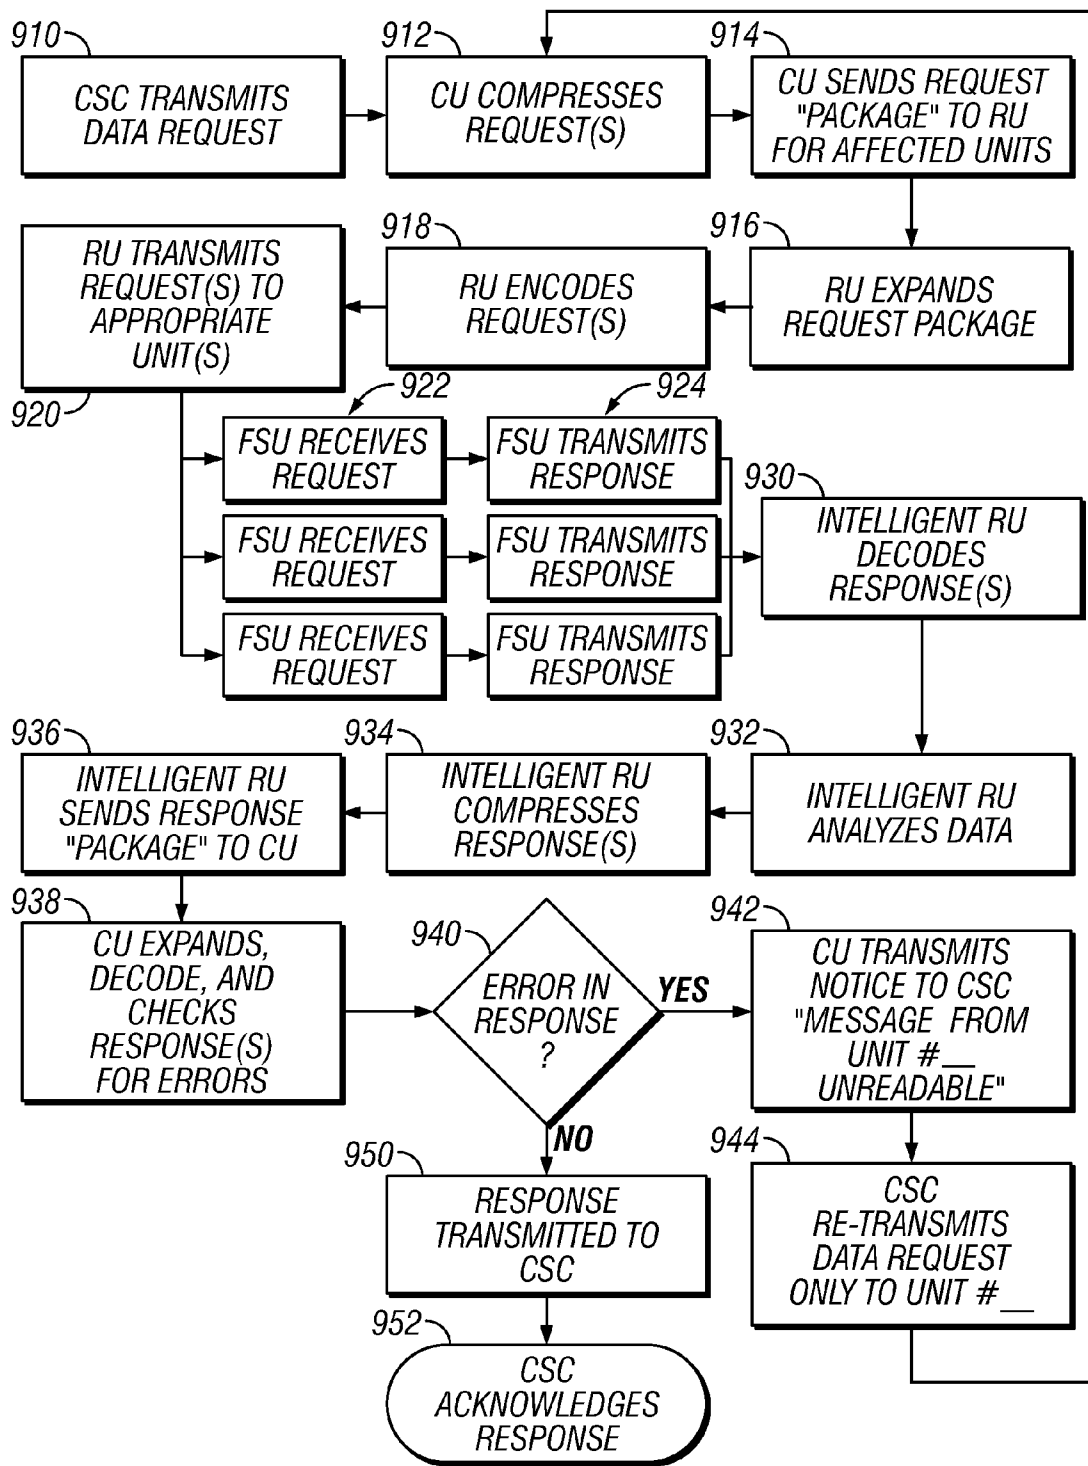 910
CSC TRANSMITS
DATA REQUEST
912
CU COMPRESSES
REQUEST(S)
914
CU SENDS REQUEST
"PACKAGE" TO RU
FOR AFFECTED UNITS
916
RU EXPANDS
REQUEST PACKAGE
918
RU ENCODES
REQUEST(S)
RU TRANSMITS
REQUEST(S) TO
APPROPRIATE
UNIT(S)
920
922
924
FSU RECEIVES
REQUEST
FSU TRANSMITS
RESPONSE
FSU RECEIVES
REQUEST
FSU TRANSMITS
RESPONSE
FSU RECEIVES
REQUEST
FSU TRANSMITS
RESPONSE
930
INTELLIGENT RU
DECODES
RESPONSE(S)
932
INTELLIGENT RU
ANALYZES DATA
934
INTELLIGENT RU
COMPRESSES
RESPONSE(S)
936
INTELLIGENT RU
SENDS RESPONSE
"PACKAGE" TO CU
938
CU EXPANDS,
DECODE, AND
CHECKS
RESPONSE(S)
FOR ERRORS
940
ERROR IN
RESPONSE
?
YES
NO
942
CU TRANSMITS
NOTICE TO CSC
"MESSAGE FROM
UNIT #__
UNREADABLE"
944
CSC
RE-TRANSMITS
DATA REQUEST
ONLY TO UNIT #__
950
RESPONSE
TRANSMITTED TO
CSC
952
CSC
ACKNOWLEDGES
RESPONSE